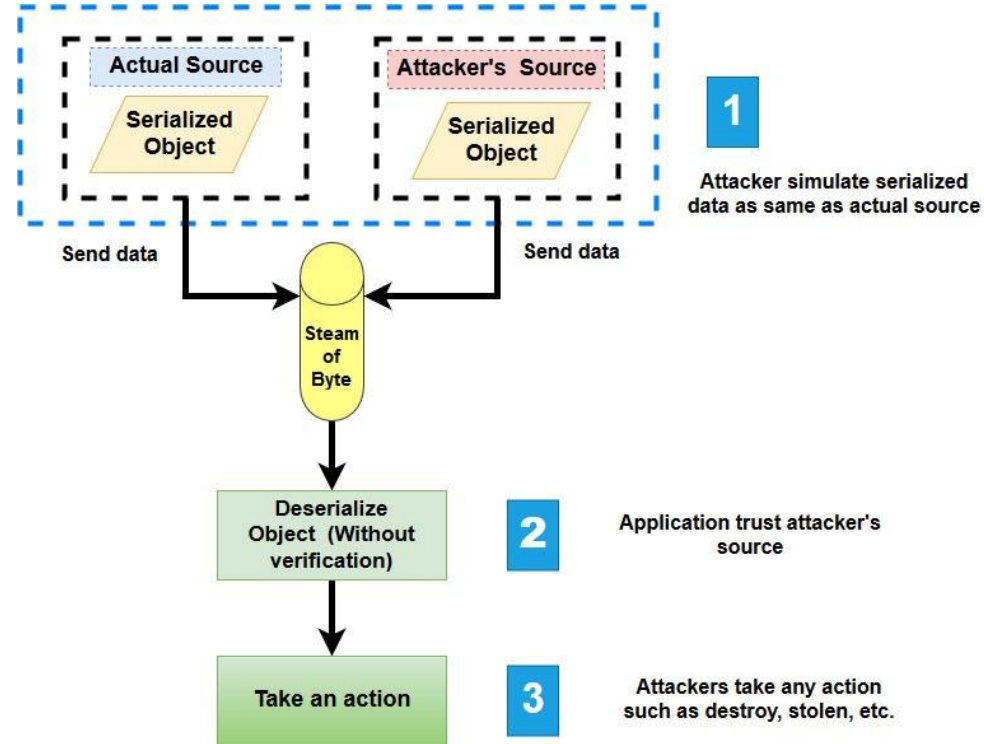 Actual Source
Serialized
Object
Attacker's Source
Serialized
Object
1
Attacker simulate serialized
data as same as actual source
Send data
Send data
Steam
of
Byte
Deserialize
Object (Without
verification)
2
Application trust attacker's
source
Take an action
3
Attackers take any action
such as destroy, stolen, etc.